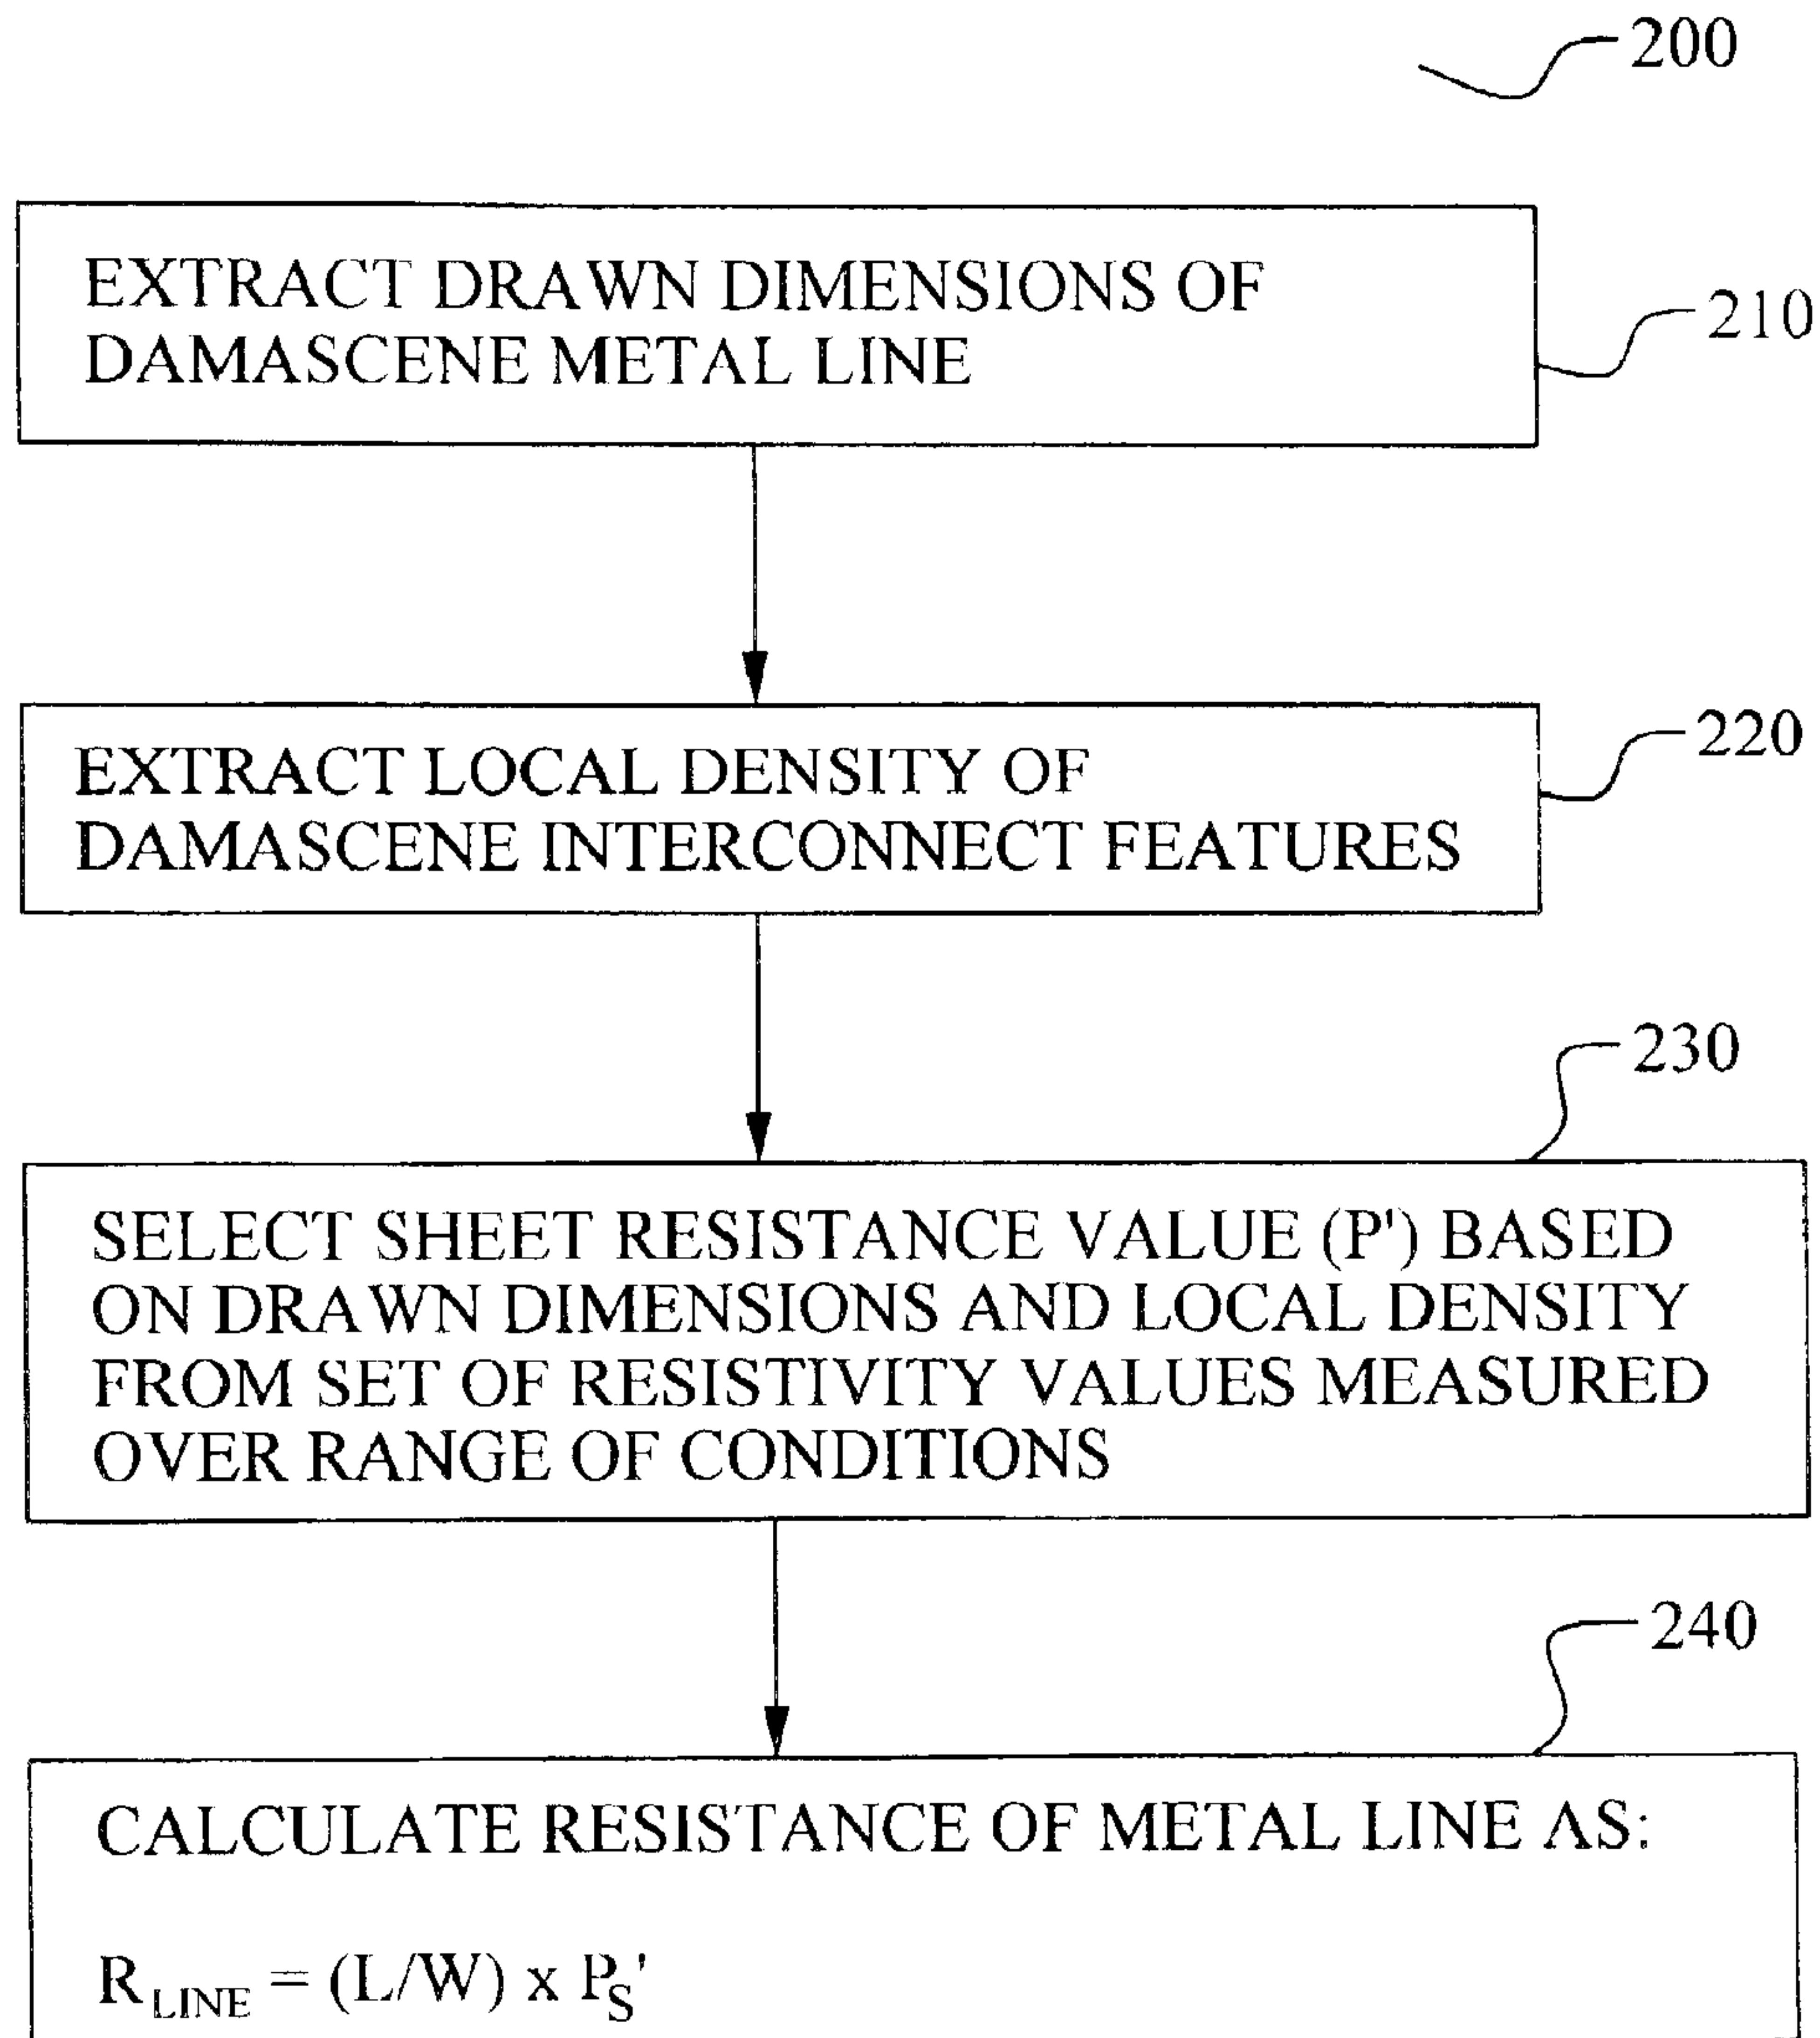 200
EXTRACT DRAWN DIMENSIONS OF
DAMASCENE METAL LINE
210
EXTRACT LOCAL DENSITY OF
DAMASCENE INTERCONNECT FEATURES
220
230
SELECT SHEET RESISTANCE VALUE (P') BASED
ON DRAWN DIMENSIONS AND LOCAL DENSITY
FROM SET OF RESISTIVITY VALUES MEASURED
OVER RANGE OF CONDITIONS
240
CALCULATE RESISTANCE OF METAL LINE AS:
R_LINE = (L/W) x P_S'